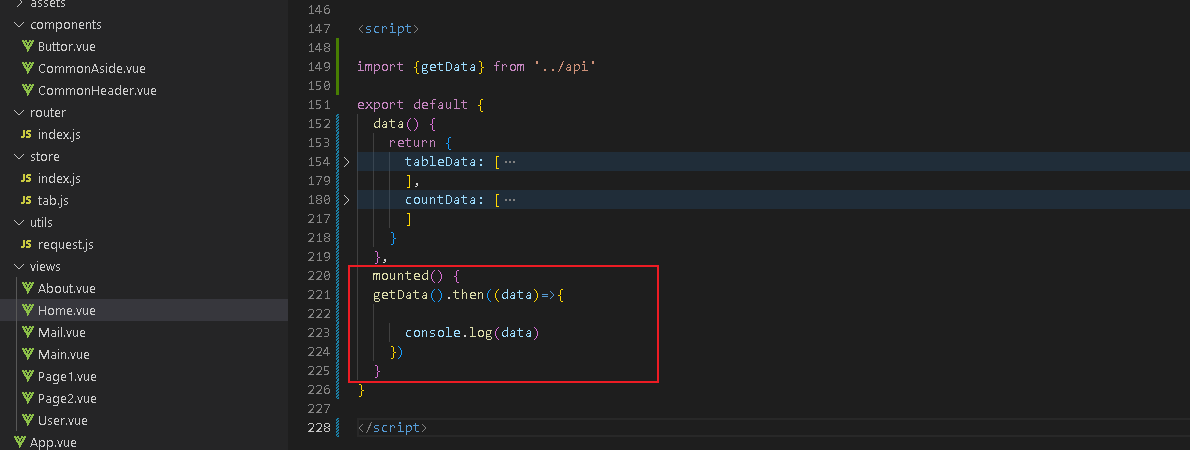 assets
components
Buttor.vue
CommonAside.vue
CommonHeader.vue
router
JS index.js
store
JS index.js
JS tab.js
utils
JS request.js
views
About.vue
Home.vue
Mail.vue
Main.vue
Page1.vue
Page2.vue
User.vue
App.vue
146
147 <script>
148
149 import {getData} from '../api'
150
151 export default {
152 data() {
153 return {
154 tableData: [ ⋯
179 ],
180 countData: [ ⋯
217 ]
218 }
219 },
220 mounted() {
221 getData().then((data)=>{
222
223 console.log(data)
224 })
225 }
226 }
227
228 </script>